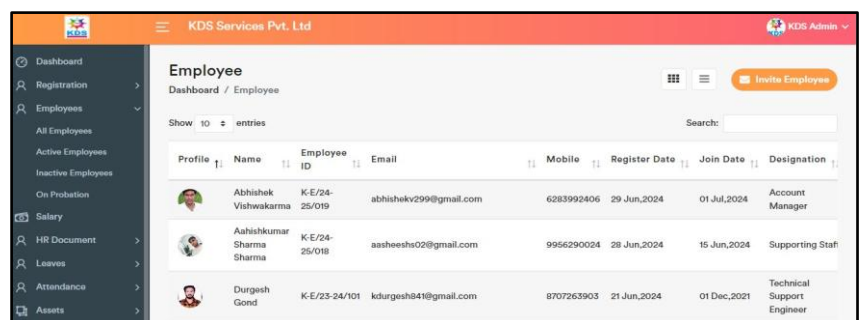 KDS
KDS Services Pvt. Ltd
KDS Admin
Dashboard
Registration
Employees
All Employees
Active Employees
Inactive Employees
On Probation
Salary
HR Document
Leaves
Attendance
Assets
Employee
Dashboard / Employee
Invite Employee
Show 10 entries
Search:
Profile Name Employee ID Email Mobile Register Date Join Date Designation
Abhishek Vishwakarma K-E/24-25/019 abhishekv299@gmail.com 6283992406 29 Jun,2024 01 Jul,2024 Account Manager
Aahishkumar Sharma Sharma K-E/24-25/018 aasheeshs02@gmail.com 9956290024 28 Jun,2024 15 Jun,2024 Supporting Staff
Durgesh Gond K-E/23-24/101 kdurgesh841@gmail.com 8707263903 21 Jun,2024 01 Dec,2021 Technical Support Engineer